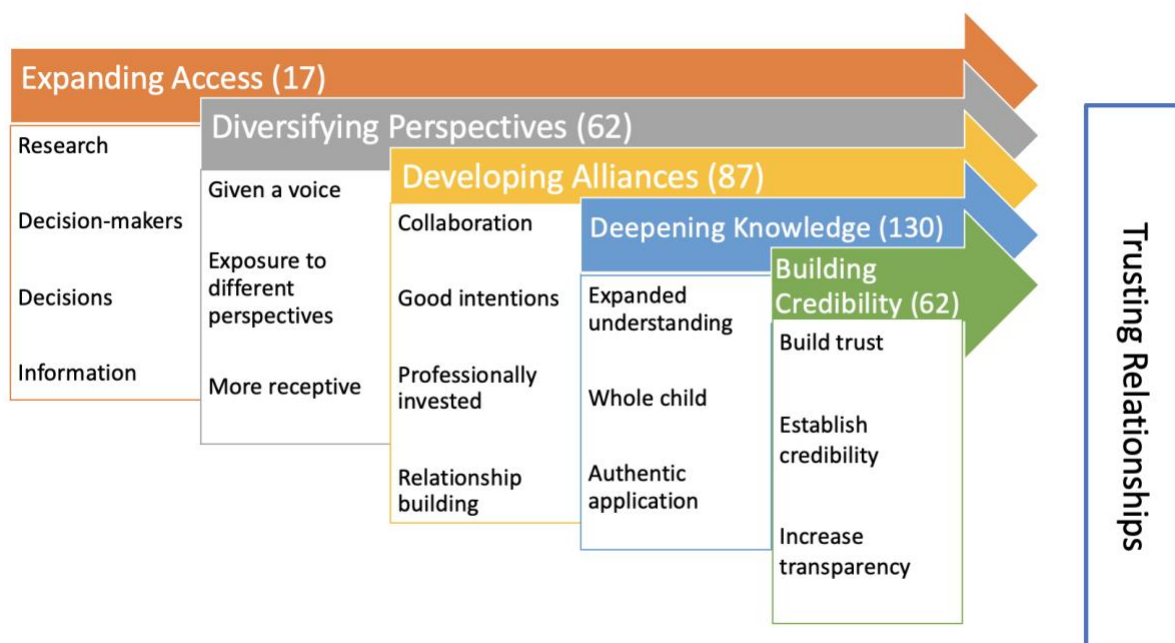 Expanding Access (17)
Research
Decision-makers
Decisions
Information
Diversifying Perspectives (62)
Given a voice
Exposure to
different
perspectives
More receptive
Developing Alliances (87)
Collaboration
Good intentions
Professionally
invested
Relationship
building
Deepening Knowledge (130)
Expanded
understanding
Whole child
Authentic
application
Building
Credibility (62)
Build trust
Establish
credibility
Increase
transparency
Trusting Relationships